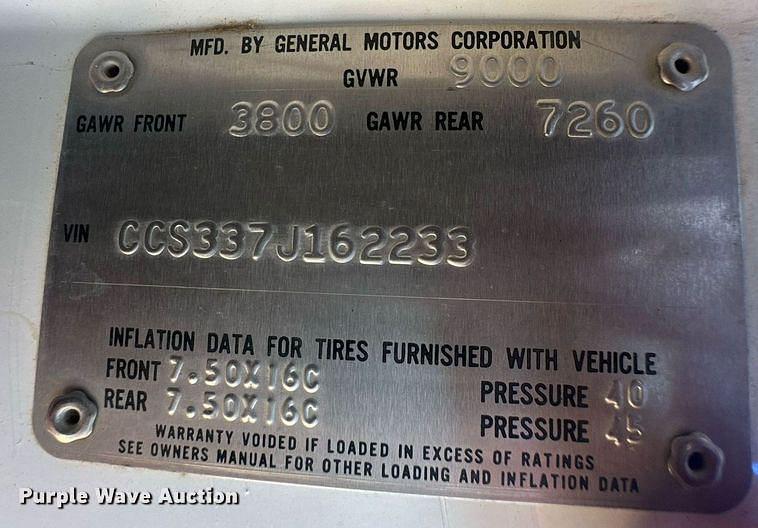 MFD. BY GENERAL MOTORS CORPORATION
GVWR 9000
GAWR FRONT 3800 GAWR REAR 7260
VIN CCS337J162233
INFLATION DATA FOR TIRES FURNISHED WITH VEHICLE
FRONT 7.50X16C PRESSURE 40
REAR 7.50X16C PRESSURE 45
WARRANTY VOIDED IF LOADED IN EXCESS OF RATINGS
SEE OWNERS MANUAL FOR OTHER LOADING AND INFLATION DATA
Purple Wave Auction